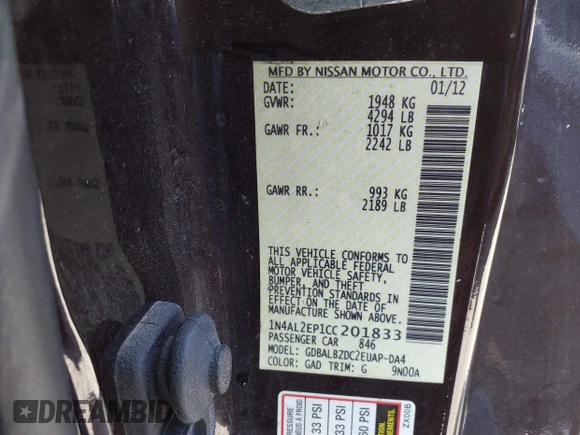 MFD BY NISSAN MOTOR CO., LTD.
DATE: 01/12
GVWR: 1948 KG
4294 LB
GAWR FR.: 1017 KG
2242 LB
GAWR RR.: 993 KG
2189 LB
THIS VEHICLE CONFORMS TO
ALL APPLICABLE FEDERAL
MOTOR VEHICLE SAFETY,
BUMPER, AND THEFT
PREVENTION STANDARDS IN
EFFECT ON THE DATE OF
MANUFACTURE SHOWN ABOVE.
1N4AL2EP1CC201833
PASSENGER CAR 846
MODEL: GDBALBZDC2EUAP-DA4
COLOR: GAD TRIM: G 9N00A
ZX00B
33 PSI
33 PSI
60 PSI
DREAMBID